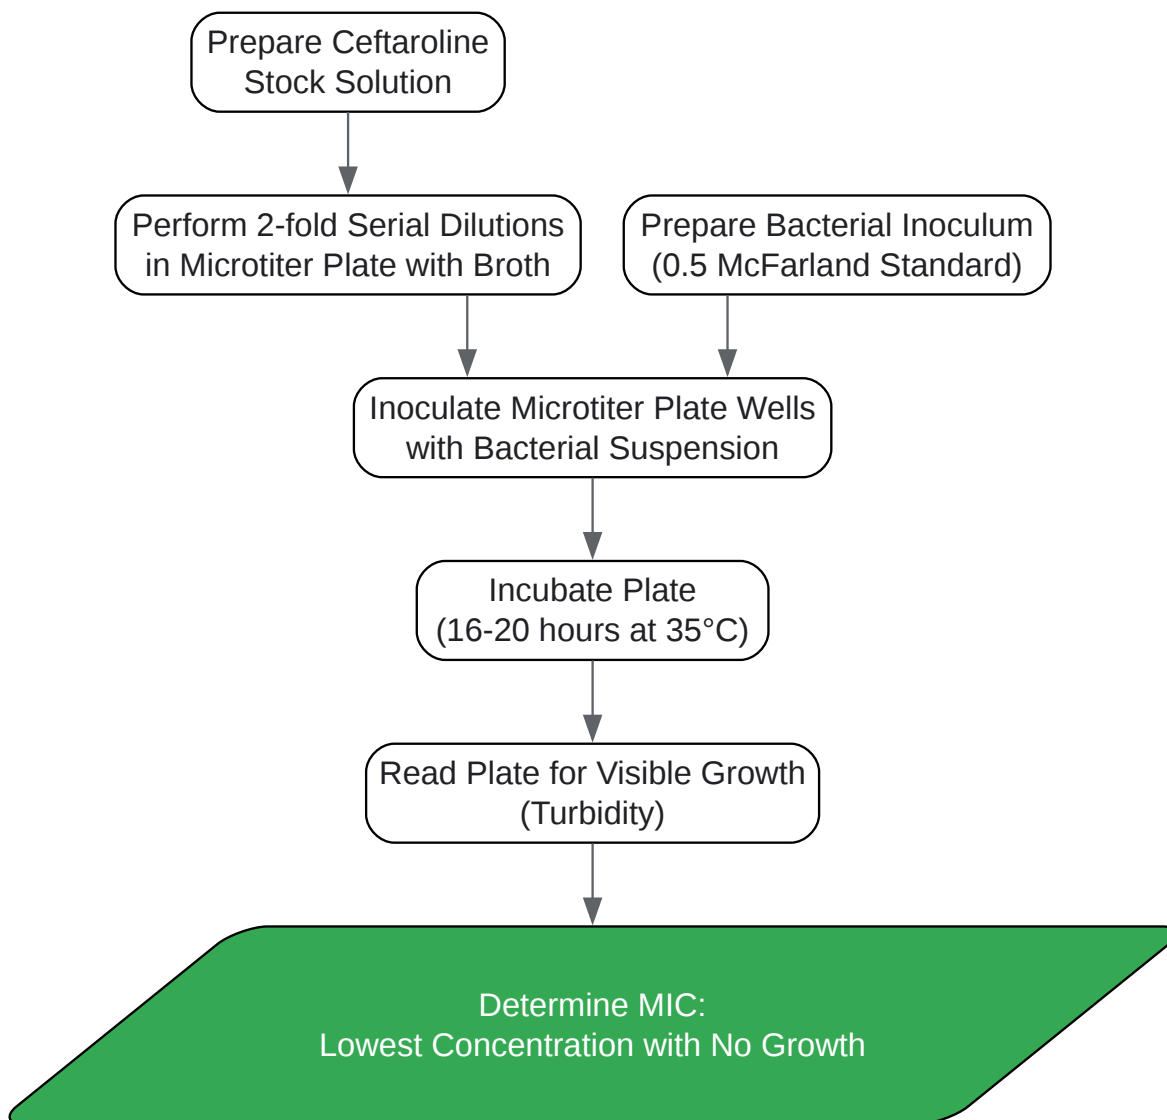 Prepare Ceftaroline
Stock Solution
Perform 2-fold Serial Dilutions
in Microtiter Plate with Broth
Prepare Bacterial Inoculum
(0.5 McFarland Standard)
Inoculate Microtiter Plate Wells
with Bacterial Suspension
Incubate Plate
(16-20 hours at 35°C)
Read Plate for Visible Growth
(Turbidity)
Determine MIC:
Lowest Concentration with No Growth